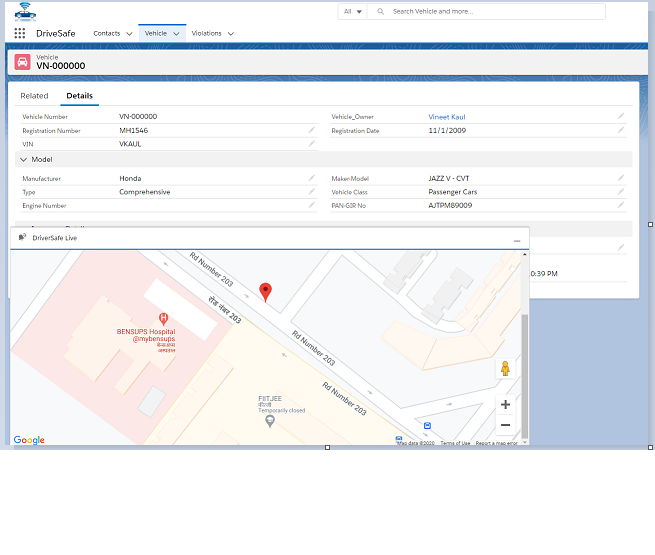 All
Search Vehicle and more...
DriveSafe
Contacts
Vehicle
Violations
Vehicle
VN-000000
Related
Details
Vehicle Number VN-000000
Vehicle_Owner Vineet Kaul
Registration Number MH1546
Registration Date 11/1/2009
VIN VKAUL
Model
Manufacturer Honda
Maker-Model JAZZ V - CVT
Type Comprehensive
Vehicle Class Passenger Cars
Engine Number
PAN-GIR No AJTPM89009
DriverSafe Live
0:39 PM
Rd Number 203
रोड नंबर 203
Rd Number 203
Rd Number 203
BENSUPS Hospital
@mybensups
FIITJEE
Temporarily closed
Google
Map data ©2020
Terms of Use
Report a map error